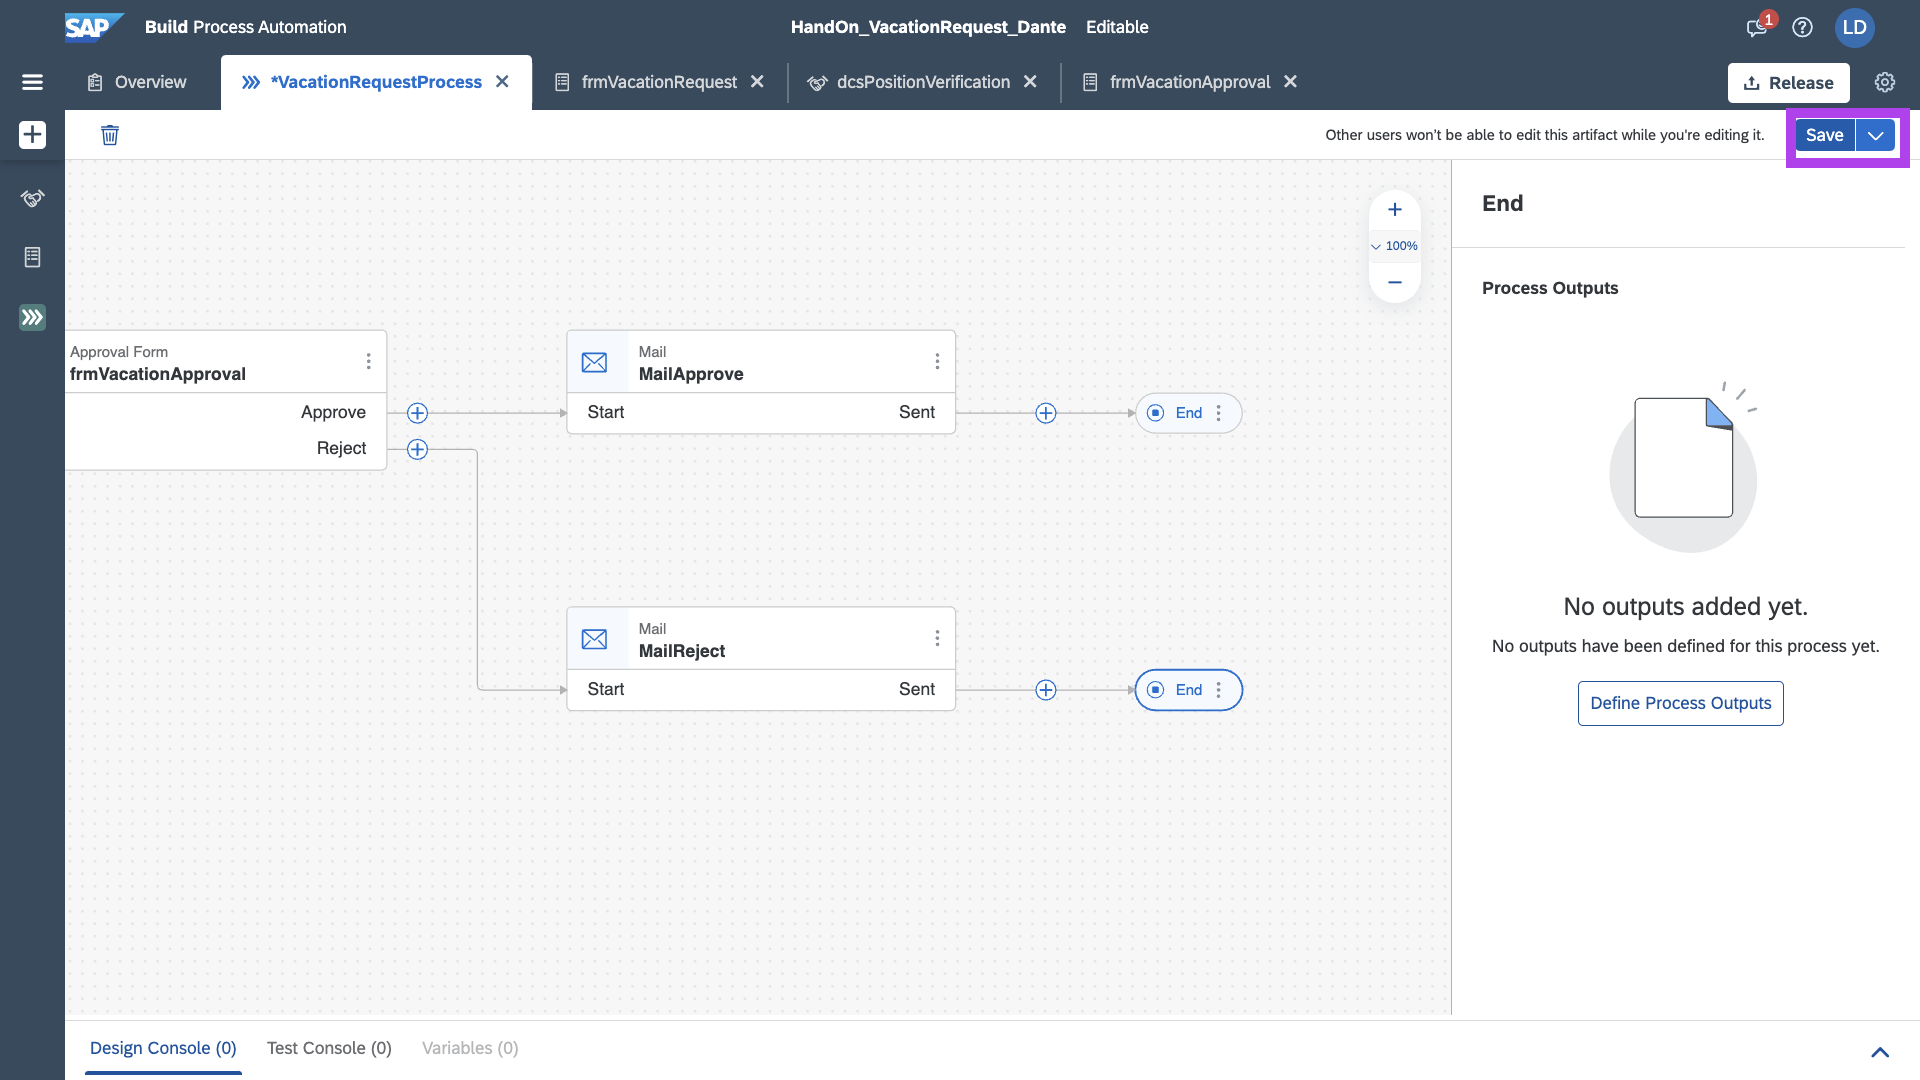 SAP Build Process Automation
HandOn_VacationRequest_Dante Editable
1
LD
Overview
*VacationRequestProcess
frmVacationRequest
dcsPositionVerification
frmVacationApproval
Release
Other users won't be able to edit this artifact while you're editing it.
Save
End
100%
Process Outputs
Approval Form
frmVacationApproval
Approve
Reject
Mail
MailApprove
Start Sent
End
Mail
MailReject
Start Sent
End
No outputs added yet.
No outputs have been defined for this process yet.
Define Process Outputs
Design Console (0) Test Console (0) Variables (0)